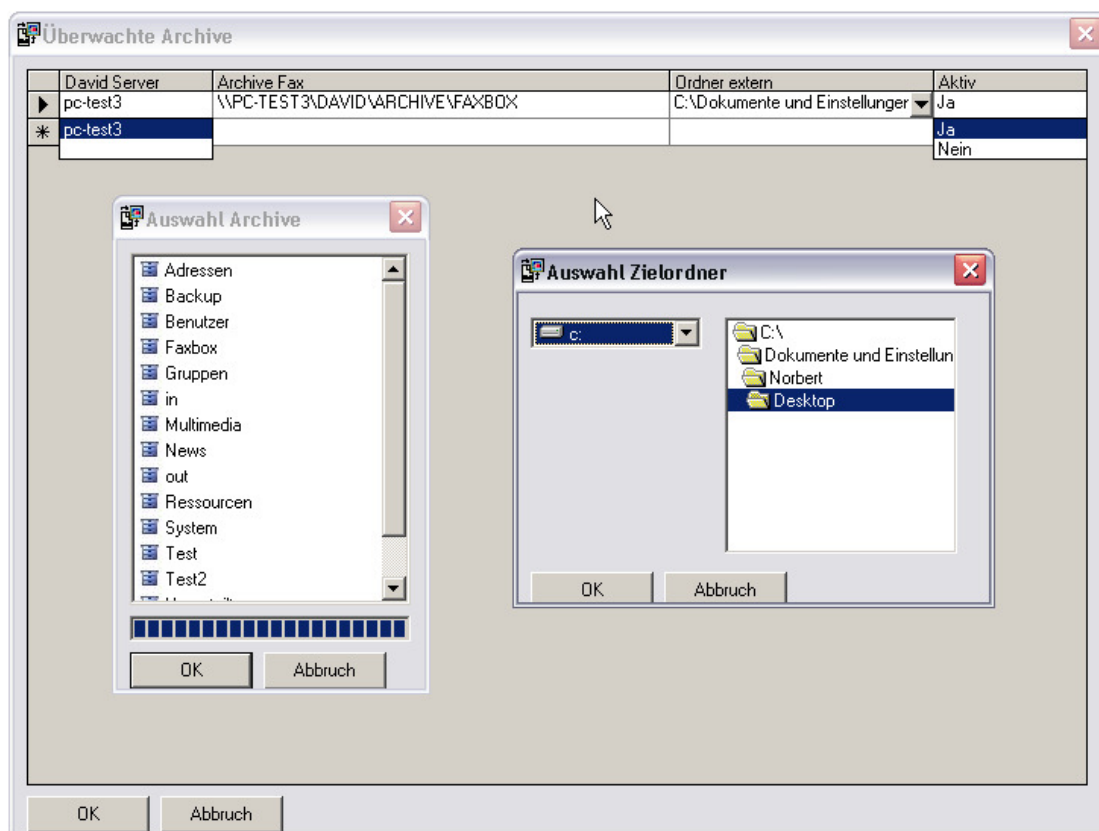 Überwachte Archive
David Server Archive Fax Ordner extern Aktiv
pc-test3 \\PC-TEST3\DAVID\ARCHIVE\FAXBOX C:\Dokumente und Einstellunger Ja
pc-test3 Ja
Nein
Auswahl Archive
Adressen
Backup
Benutzer
Faxbox
Gruppen
in
Multimedia
News
out
Ressourcen
System
Test
Test2
OK Abbruch
Auswahl Zielordner
c:
C:\
Dokumente und Einstellun
Norbert
Desktop
OK Abbruch
OK Abbruch